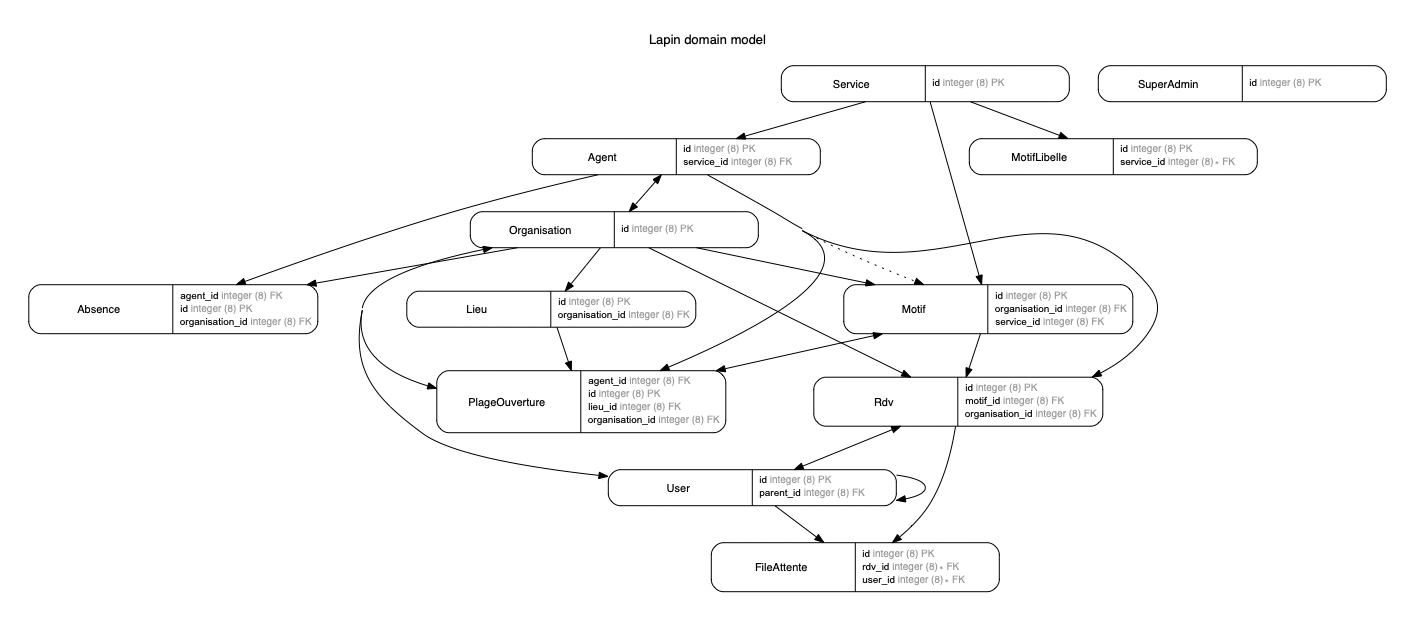 Lapin domain model
Service
id integer (8) PK
SuperAdmin
id integer (8) PK
Agent
id integer (8) PK
service_id integer (8) FK
MotifLibelle
id integer (8) PK
service_id integer (8)∗ FK
Organisation
id integer (8) PK
Absence
agent_id integer (8) FK
id integer (8) PK
organisation_id integer (8) FK
Lieu
id integer (8) PK
organisation_id integer (8) FK
Motif
id integer (8) PK
organisation_id integer (8) FK
service_id integer (8) FK
PlageOuverture
agent_id integer (8) FK
id integer (8) PK
lieu_id integer (8) FK
organisation_id integer (8) FK
Rdv
id integer (8) PK
motif_id integer (8) FK
organisation_id integer (8) FK
User
id integer (8) PK
parent_id integer (8) FK
FileAttente
id integer (8) PK
rdv_id integer (8)∗ FK
user_id integer (8)∗ FK